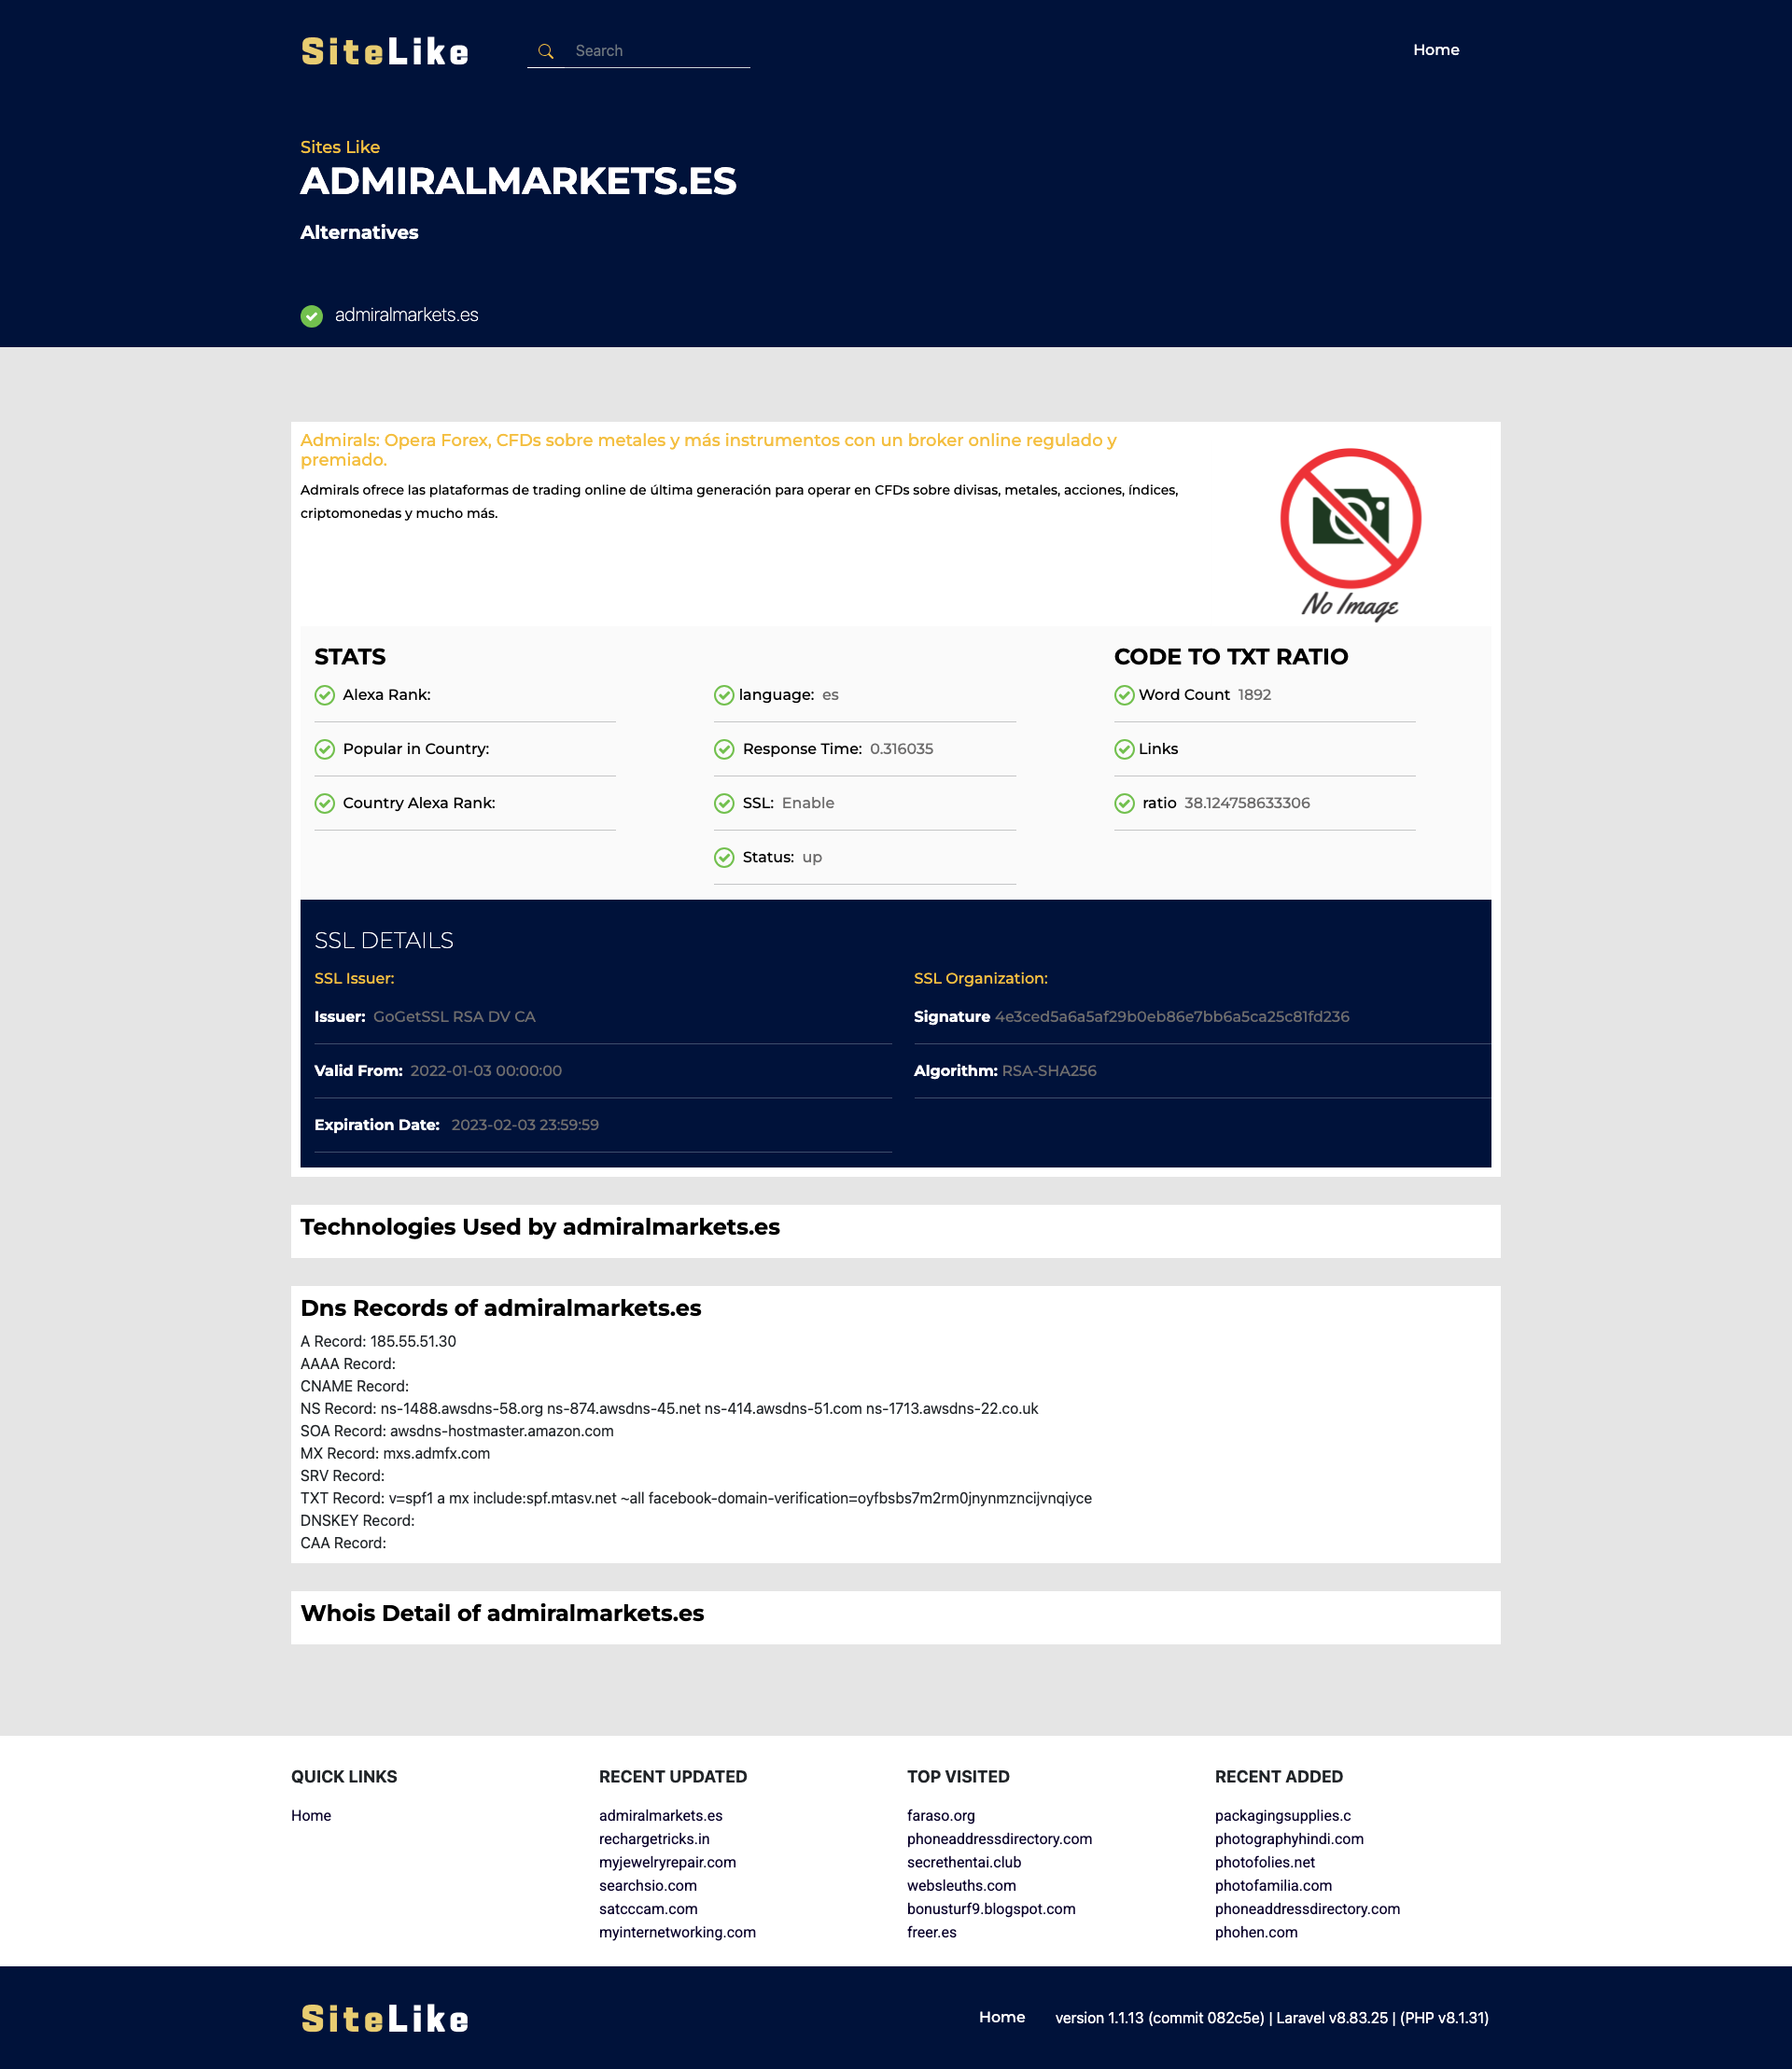 SiteLike
Search
Home
Sites Like
ADMIRALMARKETS.ES
Alternatives
admiralmarkets.es
Admirals: Opera Forex, CFDs sobre metales y más instrumentos con un broker online regulado y
premiado.
Admirals ofrece las plataformas de trading online de última generación para operar en CFDs sobre divisas, metales, acciones, índices,
criptomonedas y mucho más.
No Image
STATS
Alexa Rank:
Popular in Country:
Country Alexa Rank:
language: es
Response Time: 0.316035
SSL: Enable
Status: up
CODE TO TXT RATIO
Word Count 1892
Links
ratio 38.124758633306
SSL DETAILS
SSL Issuer:
Issuer: GoGetSSL RSA DV CA
Valid From: 2022-01-03 00:00:00
Expiration Date: 2023-02-03 23:59:59
SSL Organization:
Signature 4e3ced5a6a5af29b0eb86e7bb6a5ca25c81fd236
Algorithm: RSA-SHA256
Technologies Used by admiralmarkets.es
Dns Records of admiralmarkets.es
A Record: 185.55.51.30
AAAA Record:
CNAME Record:
NS Record: ns-1488.awsdns-58.org ns-874.awsdns-45.net ns-414.awsdns-51.com ns-1713.awsdns-22.co.uk
SOA Record: awsdns-hostmaster.amazon.com
MX Record: mxs.admfx.com
SRV Record:
TXT Record: v=spf1 a mx include:spf.mtasv.net ~all facebook-domain-verification=oyfbsbs7m2rm0jnynmzncijvnqiyce
DNSKEY Record:
CAA Record:
Whois Detail of admiralmarkets.es
QUICK LINKS
Home
RECENT UPDATED
admiralmarkets.es
rechargetricks.in
myjewelryrepair.com
searchsio.com
satcccam.com
myinternetworking.com
TOP VISITED
faraso.org
phoneaddressdirectory.com
secrethentai.club
websleuths.com
bonusturf9.blogspot.com
freer.es
RECENT ADDED
packagingsupplies.c
photographyhindi.com
photofolies.net
photofamilia.com
phoneaddressdirectory.com
phohen.com
SiteLike
Home
version 1.1.13 (commit 082c5e) | Laravel v8.83.25 | (PHP v8.1.31)